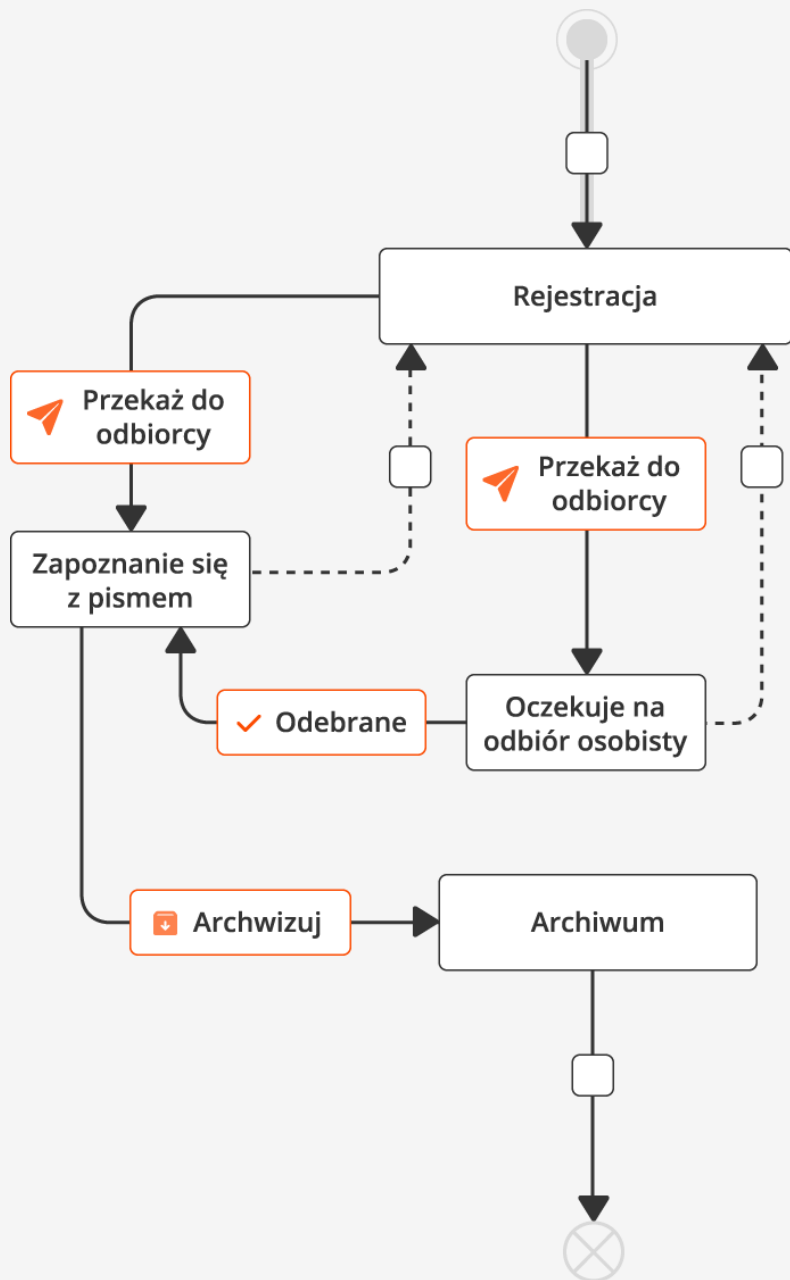 Rejestracja
Przekaż do
odbiorcy
Przekaż do
odbiorcy
Zapoznanie się
z pismem
Odebrane
Oczekuje na
odbiór osobisty
Archwizuj
Archiwum